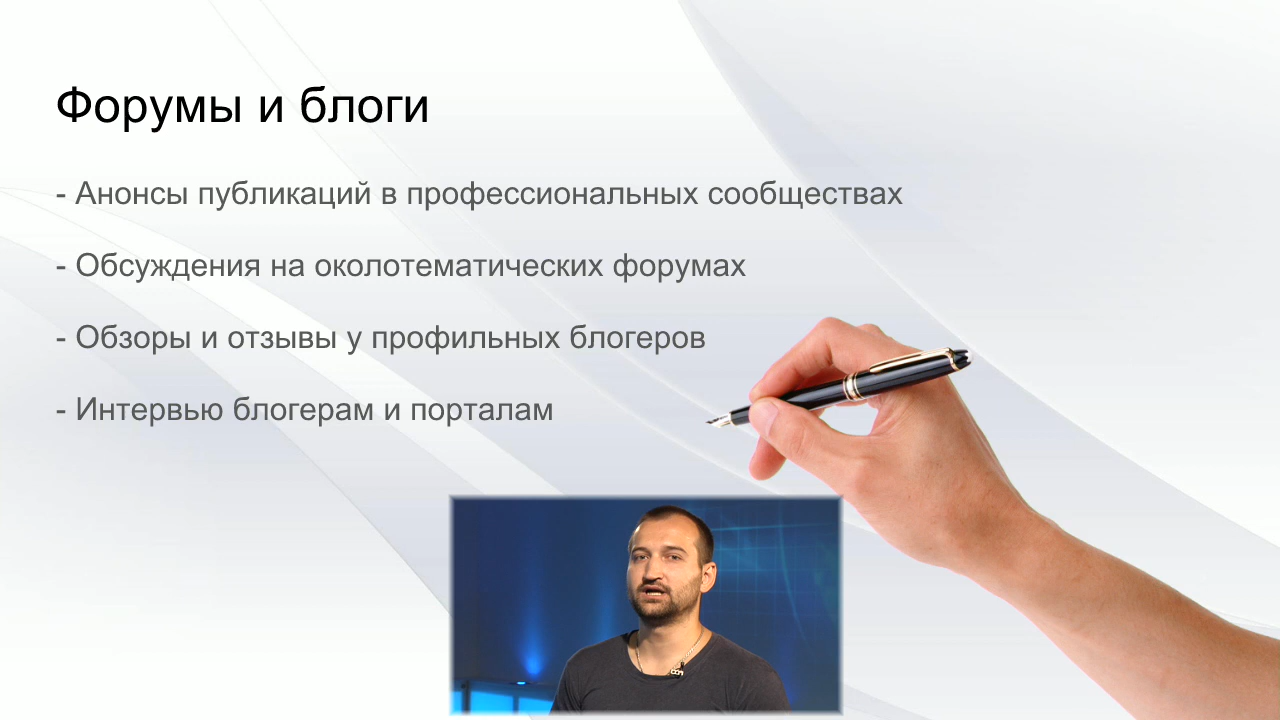 Форумы и блоги
- Анонсы публикаций в профессиональных сообществах
- Обсуждения на околотематических форумах
- Обзоры и отзывы у профильных блогеров
- Интервью блогерам и порталам